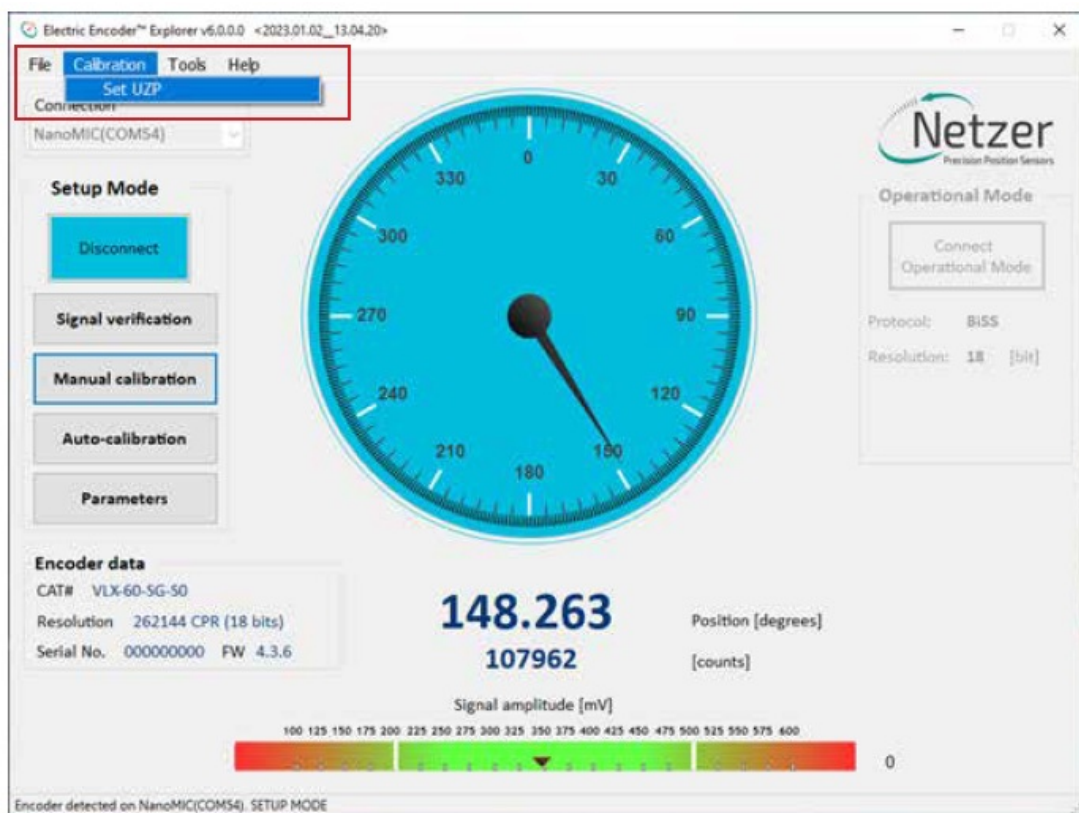 Electric Encoder™ Explorer v6.0.0.0 <2023.01.02__13.04.20>
File Calibration Tools Help
Set UZP
Connection
NanoMIC(COM54)
Setup Mode
Disconnect
Signal verification
Manual calibration
Auto-calibration
Parameters
Encoder data
CAT# VLX-60-SG-S0
Resolution 262144 CPR (18 bits)
Serial No. 000000000 FW 4.3.6
0
30
60
90
120
150
180
210
240
270
300
330
148.263 Position [degrees]
107962 [counts]
Signal amplitude [mV]
100 125 150 175 200 225 250 275 300 325 350 375 400 425 450 475 500 525 550 575 600
0
Netzer
Precision Position Sensors
Operational Mode
Connect
Operational Mode
Protocol: BiSS
Resolution: 18 [bit]
Encoder detected on NanoMIC(COM54). SETUP MODE